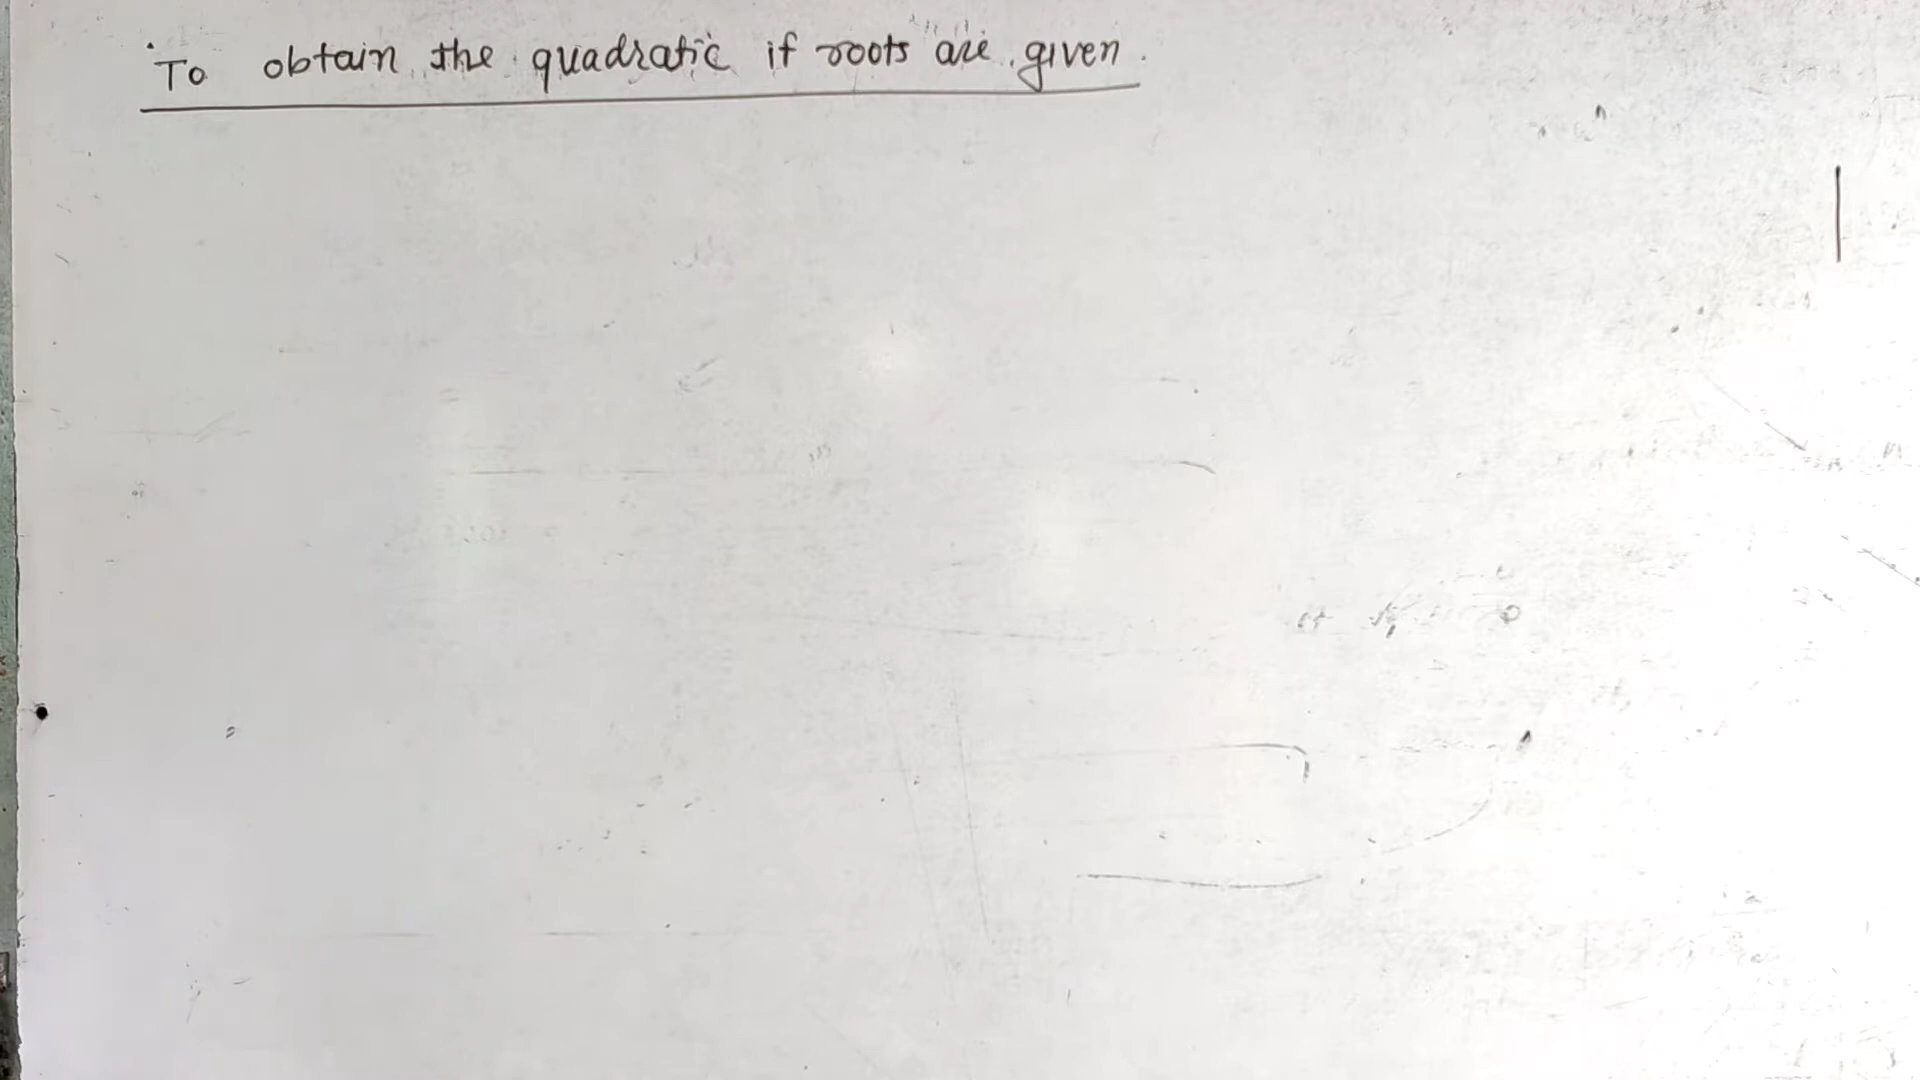 To obtain the quadratic if roots are given.